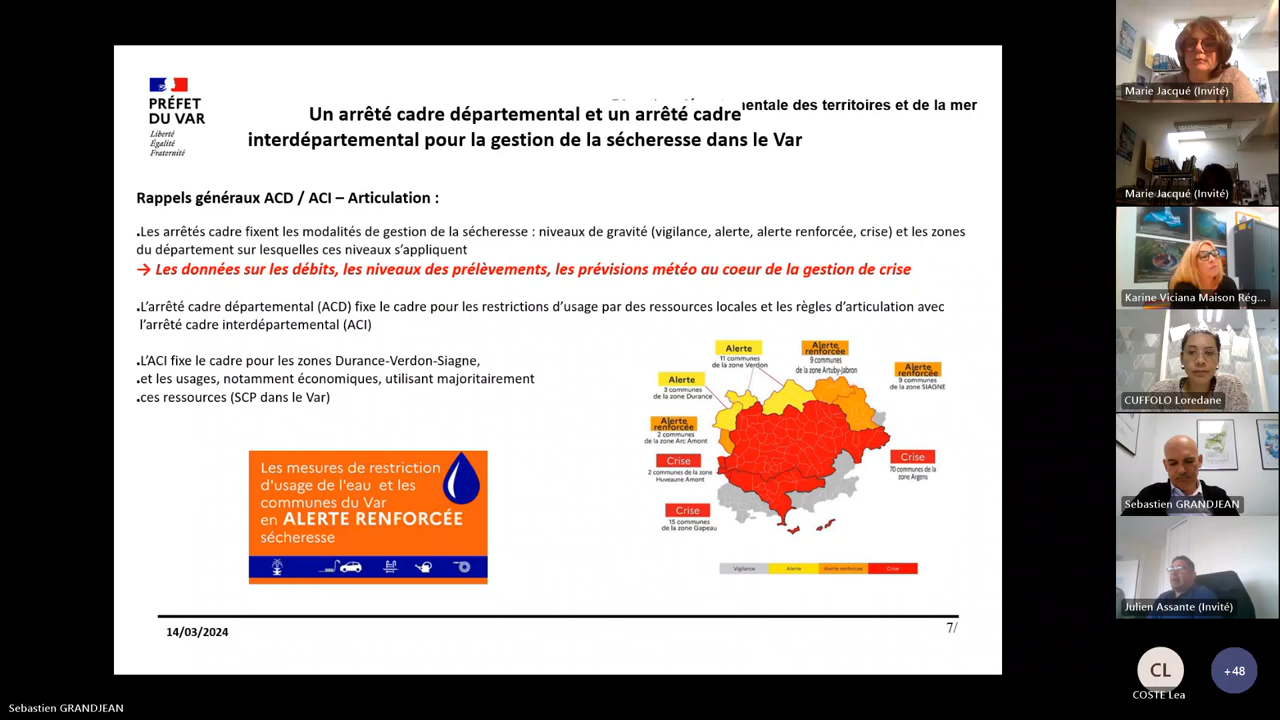 PRÉFET
DU VAR
Liberté
Égalité
Fraternité
entale des territoires et de la mer
Un arrêté cadre départemental et un arrêté cadre
interdépartemental pour la gestion de la sécheresse dans le Var
Rappels généraux ACD / ACI – Articulation :
.Les arrêtés cadre fixent les modalités de gestion de la sécheresse : niveaux de gravité (vigilance, alerte, alerte renforcée, crise) et les zones
du département sur lesquelles ces niveaux s’appliquent
→ Les données sur les débits, les niveaux des prélèvements, les prévisions météo au coeur de la gestion de crise
.L’arrêté cadre départemental (ACD) fixe le cadre pour les restrictions d’usage par des ressources locales et les règles d’articulation avec
l’arrêté cadre interdépartemental (ACI)
.L’ACI fixe le cadre pour les zones Durance-Verdon-Siagne,
.et les usages, notamment économiques, utilisant majoritairement
.ces ressources (SCP dans le Var)
Les mesures de restriction
d'usage de l'eau et les
communes du Var
en ALERTE RENFORCÉE
sécheresse
Alerte
11 communes
de la zone Verdon
Alerte
renforcée
9 communes
de la zone Artuby-Jabron
Alerte
renforcée
9 communes
de la zone SIAGNE
Alerte
3 communes
de la zone Durance
Alerte
renforcée
2 communes
de la zone Arc Amont
Crise
2 communes de la zone
Huveaune Amont
Crise
70 communes de la
zone Argens
Crise
15 communes
de la zone Gapeau
Vigilance
Alerte
Alerte renforcée
Crise
14/03/2024
7/
Marie Jacqué (Invité)
Marie Jacqué (Invité)
Karine Viciana Maison Rég...
CUFFOLO Loredane
Sebastien GRANDJEAN
Julien Assante (Invité)
CL
+48
COSTE Lea
Sebastien GRANDJEAN